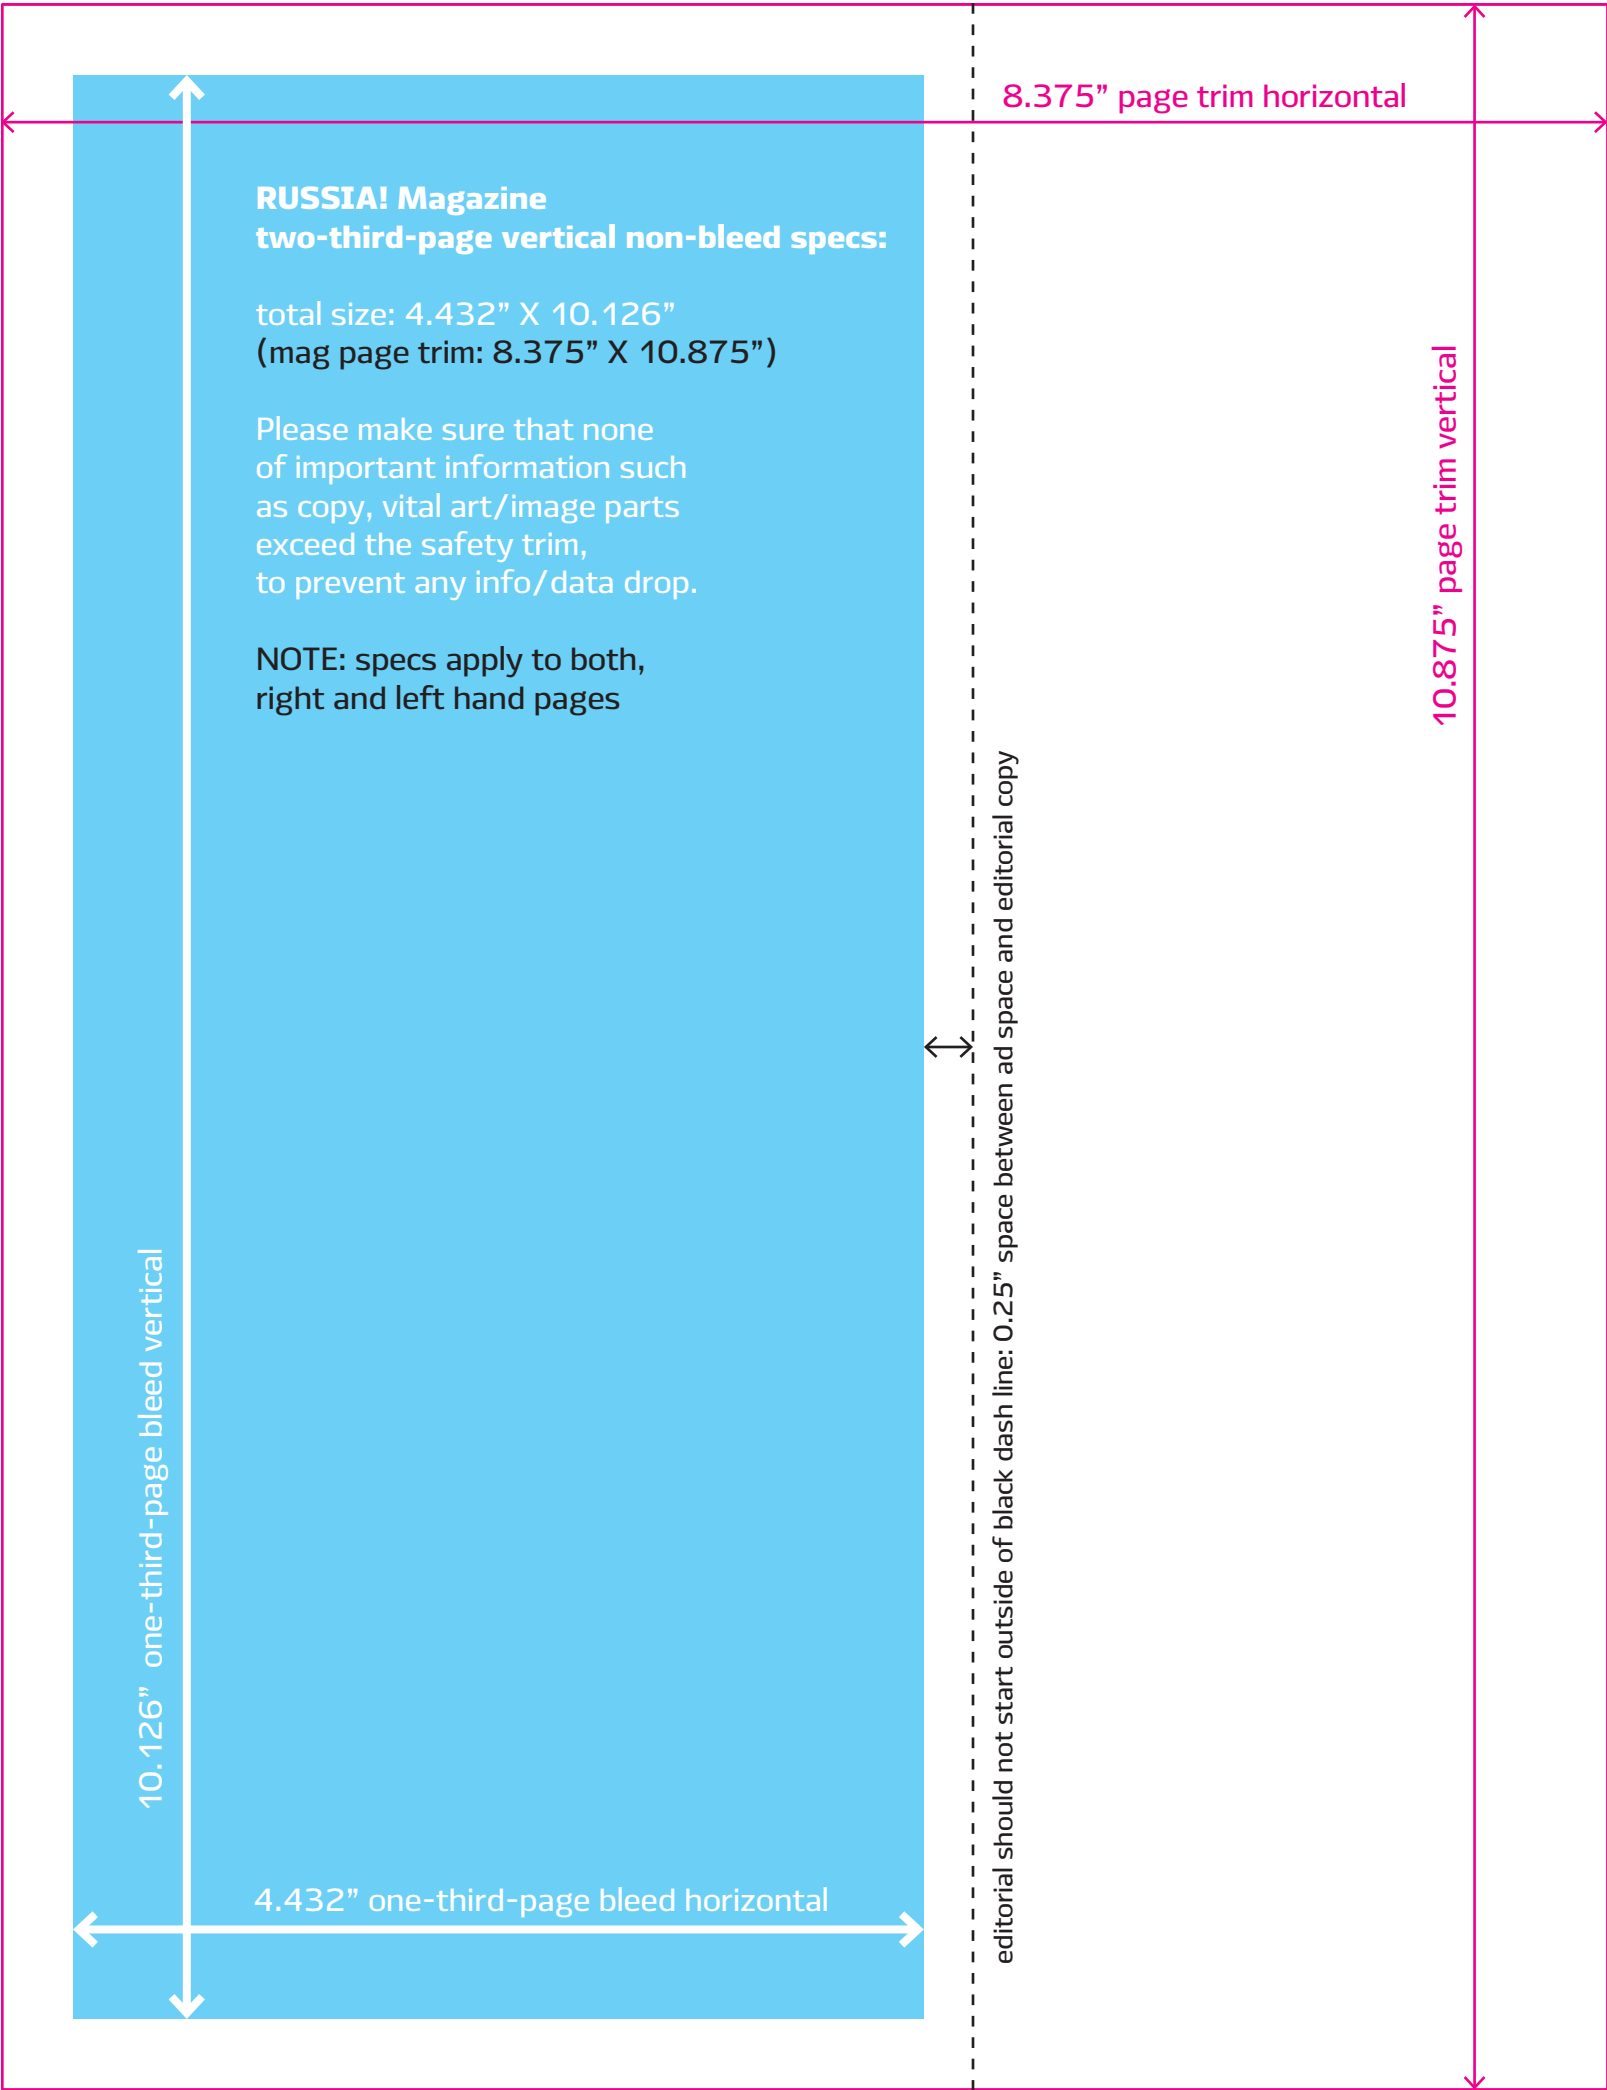 8.375” page trim horizontal
RUSSIA! Magazine
two-third-page vertical non-bleed specs:
total size: 4.432” X 10.126”
(mag page trim: 8.375” X 10.875”)
Please make sure that none
of important information such
as copy, vital art/image parts
exceed the safety trim,
to prevent any info/data drop.
NOTE: specs apply to both,
right and left hand pages
10.875” page trim vertical
editorial should not start outside of black dash line: 0.25” space between ad space and editorial copy
10.126” one-third-page bleed vertical
4.432” one-third-page bleed horizontal